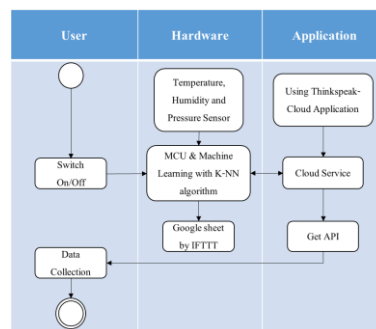 User
Hardware
Application
Temperature,
Humidity and
Pressure Sensor
Using Thinkspeak-
Cloud Application
Switch
On/Off
MCU & Machine
Learning with K-NN
algorithm
Cloud Service
Google sheet
by IFTTT
Get API
Data
Collection